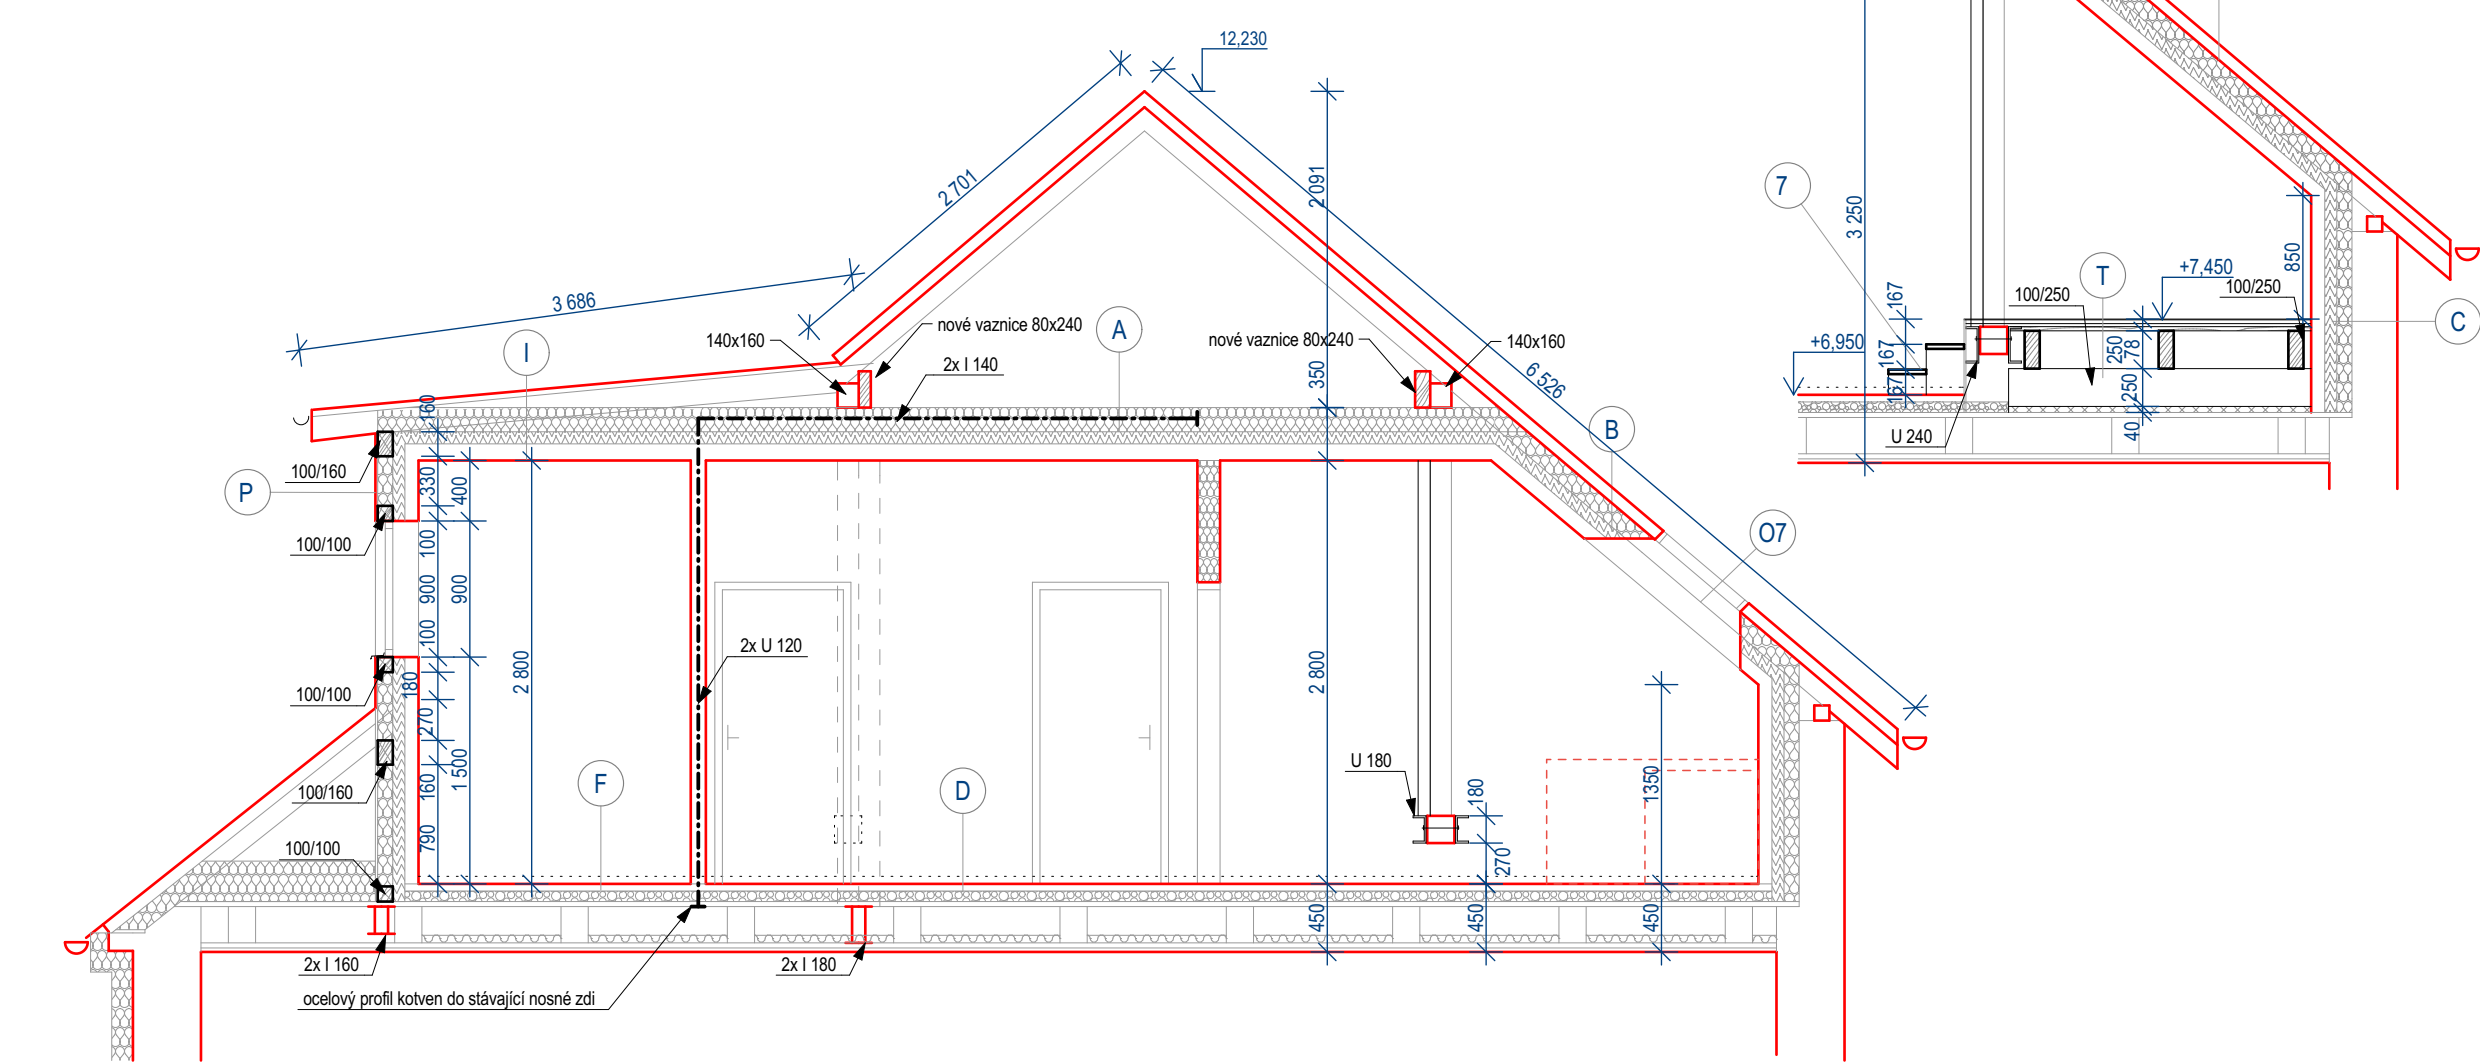 12,230
2 701
2 091
3 686
7
3 250
167
T
+7,450
850
100/250
100/250
C
+6,950
167
167
250
78
250
40
U 240
I
140x160
nové vaznice 80x240
A
2x I 140
nové vaznice 80x240
140x160
350
6 526
160
B
P
100/160
330
400
100/100
100
O7
900
900
100
180
100/100
2x U 120
2 800
2 800
270
1 500
160
100/160
U 180
180
1350
F
D
790
100/100
270
450
450
450
2x I 160
2x I 180
ocelový profil kotven do stávající nosné zdi